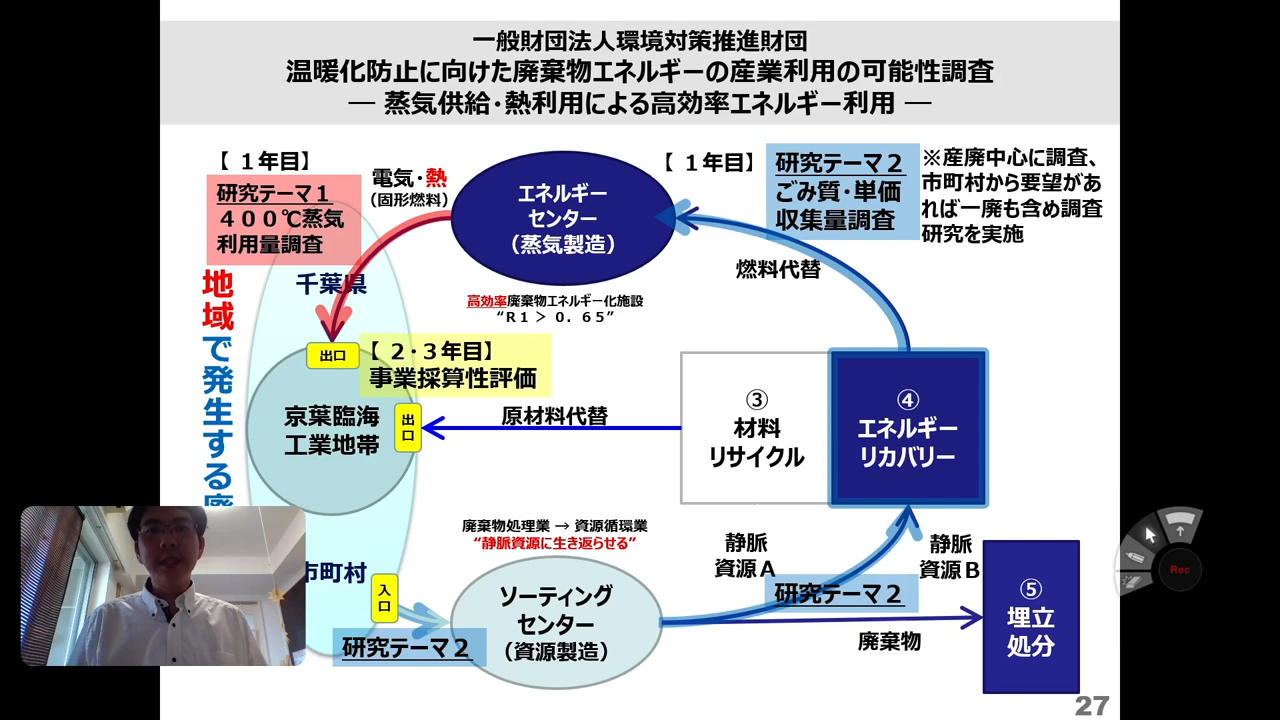 一般財団法人環境対策推進財団
温暖化防止に向けた廃棄物エネルギーの産業利用の可能性調査
― 蒸気供給・熱利用による高効率エネルギー利用 ―
【 1年目】
研究テーマ1
400℃蒸気
利用量調査
電気・熱
(固形燃料)
エネルギー
センター
(蒸気製造)
【 1年目】
研究テーマ2
ごみ質・単価
収集量調査
※産廃中心に調査、
市町村から要望があ
れば一廃も含め調査
研究を実施
燃料代替
高効率廃棄物エネルギー化施設
“R1 > 0.65”
千葉県
地域で発生する廃
出口
【 2・3年目】
事業採算性評価
京葉臨海
工業地帯
出口
原材料代替
③
材料
リサイクル
④
エネルギー
リカバリー
廃棄物処理業 → 資源循環業
“静脈資源に生き返らせる”
静脈
資源A
静脈
資源B
市町村
入口
研究テーマ2
ソーティング
センター
(資源製造)
研究テーマ2
廃棄物
⑤
埋立
処分
Rec
27